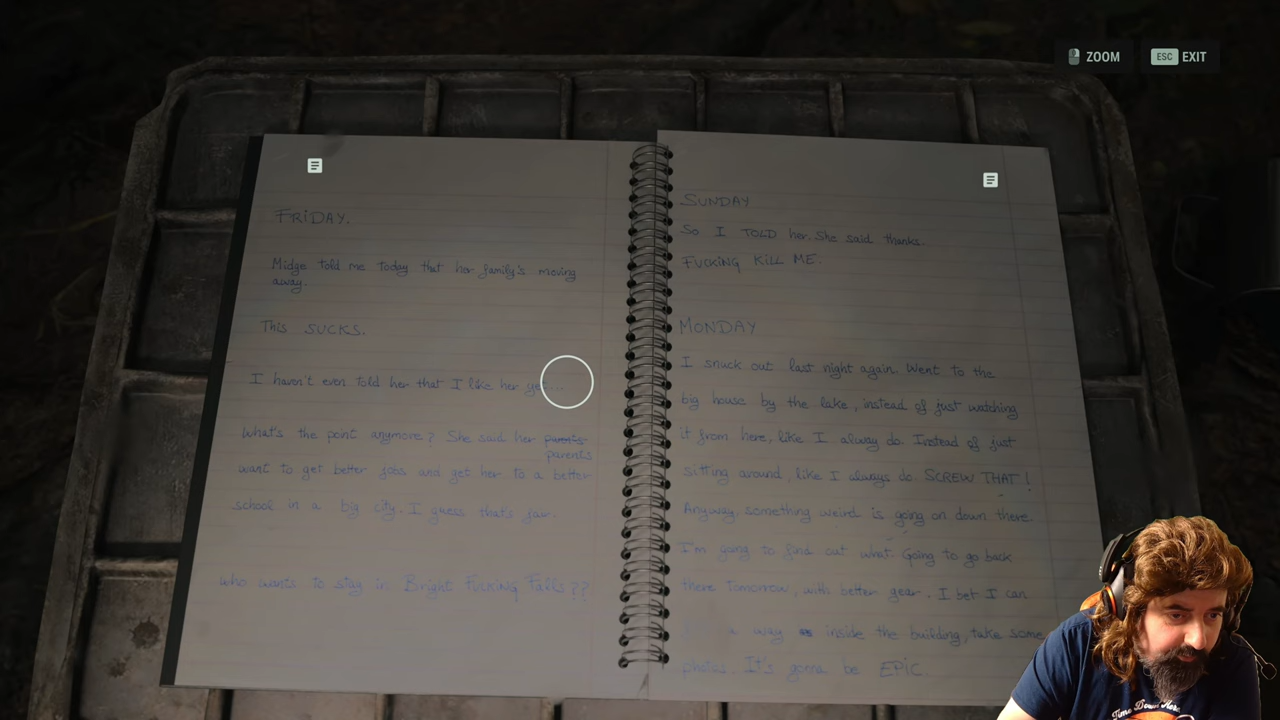 ZOOM
ESC EXIT
FRIDAY.
Midge told me today that her family's moving
away.
This SUCKS.
I haven't even told her that I like her yet...
What's the point anymore? She said her parents
parents
want to get better jobs and get her to a better
school in a big city. I guess that's fair.
who wants to stay in Bright Fucking Falls??
SUNDAY
So I TOLD her. She said thanks.
FUCKING KILL ME.
MONDAY
I snuck out last night again. Went to the
big house by the lake, instead of just watching
it from here, like I alway do. Instead of just
sitting around, like I always do. SCREW THAT!
Anyway, something weird is going on down there.
I'm going to find out what. Going to go back
there tomorrow, with better gear. I bet I can
a way inside the building, take some
photos. It's gonna be EPIC.
Time Down Here